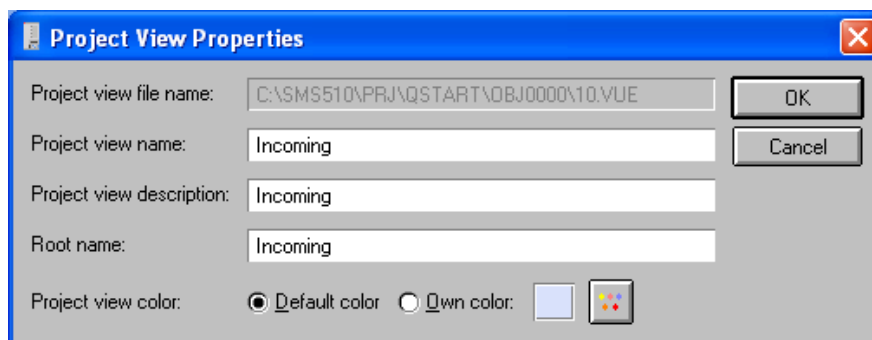 Project View Properties
Project view file name: C:\SMS510\PRJ\QSTART\OBJ0000\10.VUE OK
Project view name: Incoming Cancel
Project view description: Incoming
Root name: Incoming
Project view color: Default color Own color: